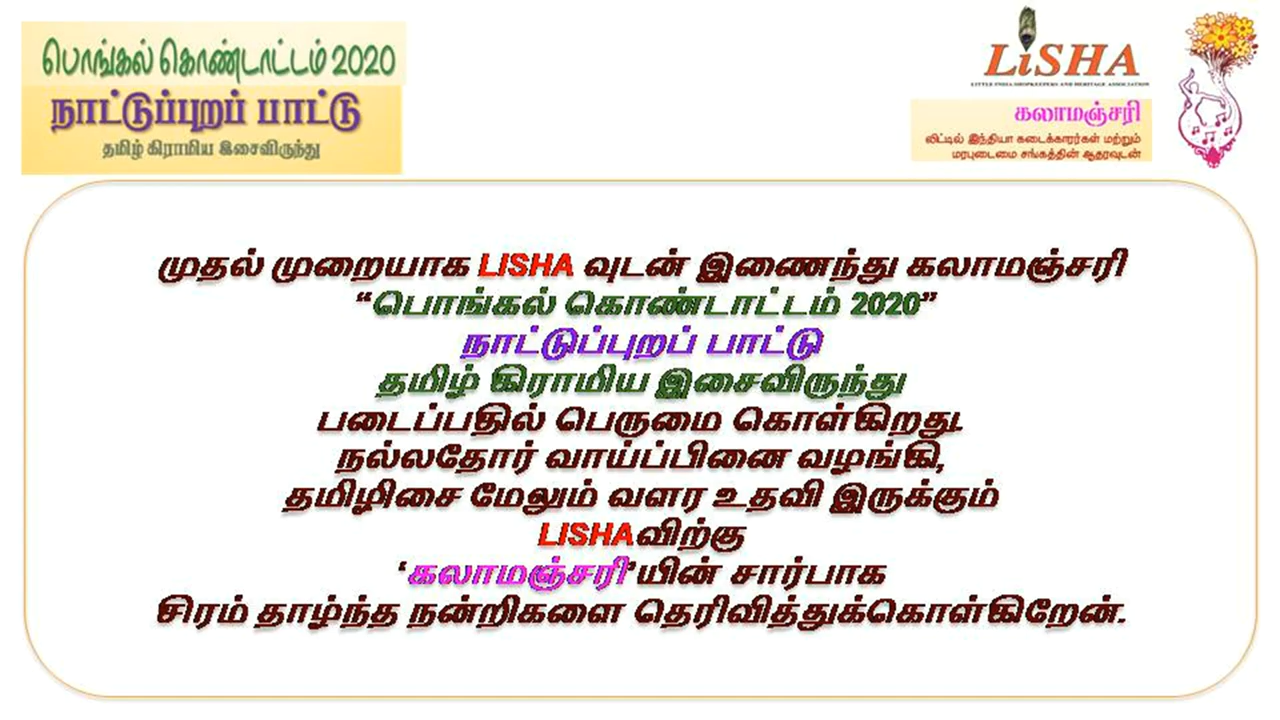 பொங்கல் கொண்டாட்டம் 2020
நாட்டுப்புறப் பாட்டு
தமிழ் கிராமிய இசைவிருந்து
LiSHA
LITTLE INDIA SHOPKEEPERS AND HERITAGE ASSOCIATION
கலாமஞ்சரி
லிட்டில் இந்தியா கடைக்காரர்கள் மற்றும்
மரபுடைமை சங்கத்தின் ஆதரவுடன்
முதல் முறையாக LISHA வுடன் இணைந்து கலாமஞ்சரி
“பொங்கல் கொண்டாட்டம் 2020”
நாட்டுப்புறப் பாட்டு
தமிழ் கிராமிய இசைவிருந்து
படைப்பதில் பெருமை கொள்கிறது.
நல்லதோர் வாய்ப்பினை வழங்கி,
தமிழிசை மேலும் வளர உதவி இருக்கும்
LISHAவிற்கு
‘கலாமஞ்சரி’யின் சார்பாக
சிரம் தாழ்ந்த நன்றிகளை தெரிவித்துக்கொள்கிறேன்.